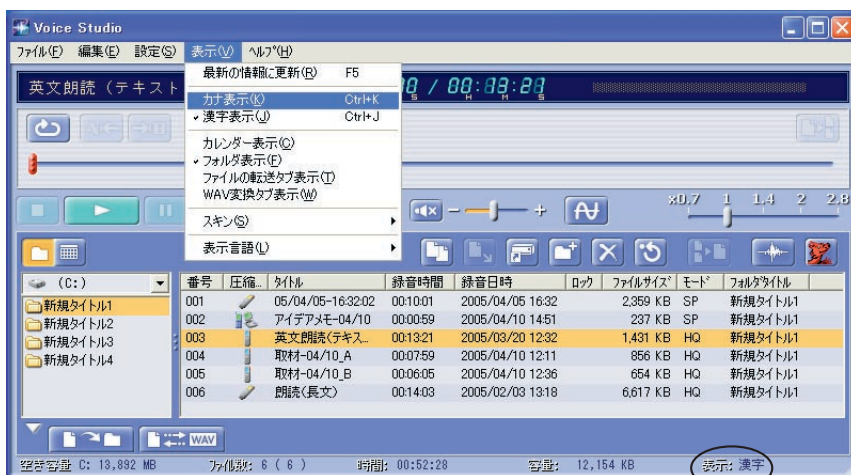 Voice Studio
ファイル(F) 編集(E) 設定(S) 表示(V) ヘルプ(H)
最新の情報に更新(R) F5
英文朗読(テキスト
カナ表示(K) Ctrl+K
漢字表示(J) Ctrl+J
カレンダー表示(C)
フォルダ表示(F)
ファイルの転送タブ表示(T)
WAV変換タブ表示(W)
スキン(S)
表示言語(L)
x0.7 1 1.4 2 2.8
(C:)
新規タイトル1
新規タイトル2
新規タイトル3
新規タイトル4
番号 圧縮... タイトル 録音時間 録音日時 ロック ファイルサイズ モード フォルダタイトル
001 05/04/05-16:32:02 00:10:01 2005/04/05 16:32 2,359 KB SP 新規タイトル1
002 アイデアメモ-04/10 00:00:59 2005/04/10 14:51 237 KB SP 新規タイトル1
003 英文朗読(テキス... 00:13:21 2005/03/20 12:32 1,431 KB HQ 新規タイトル1
004 取材-04/10_A 00:07:59 2005/04/10 12:11 856 KB HQ 新規タイトル1
005 取材-04/10_B 00:06:05 2005/04/10 12:36 654 KB HQ 新規タイトル1
006 朗読(長文) 00:14:03 2005/02/03 13:18 6,617 KB HQ 新規タイトル1
WAV
空き容量 C: 13,892 MB ファイル数: 6 ( 6 ) 時間: 00:52:28 容量: 12,154 KB 表示: 漢字